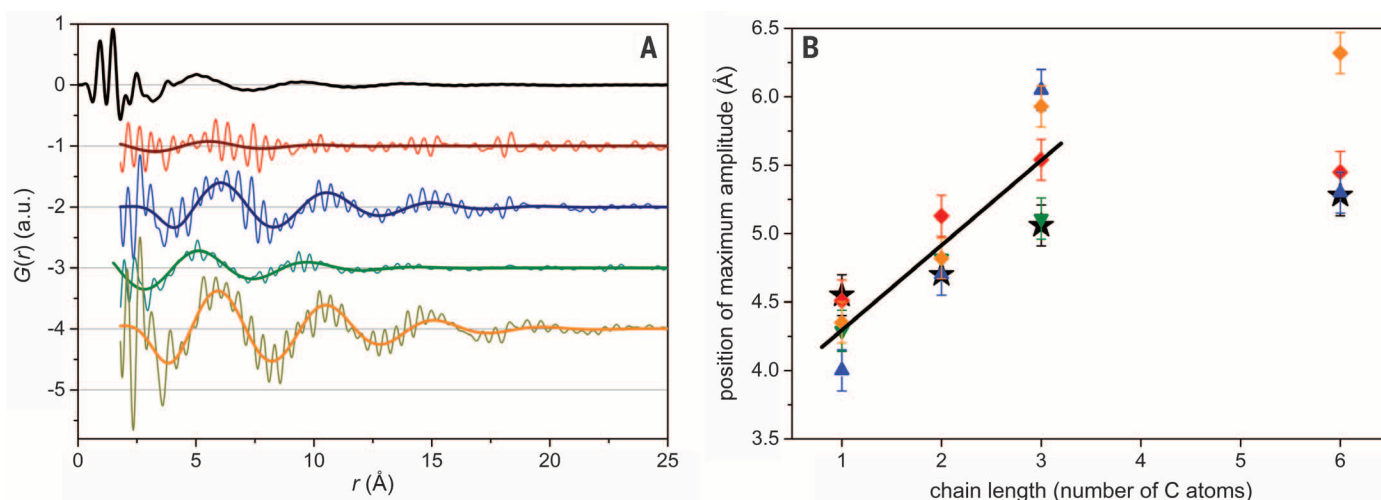 A
1
0
-1
-2
-3
-4
-5
G(r) (a.u.)
0 5 10 15 20 25
r (Å)
B
6.5
6.0
5.5
5.0
4.5
4.0
3.5
position of maximum amplitude (Å)
1 2 3 4 5 6
chain length (number of C atoms)